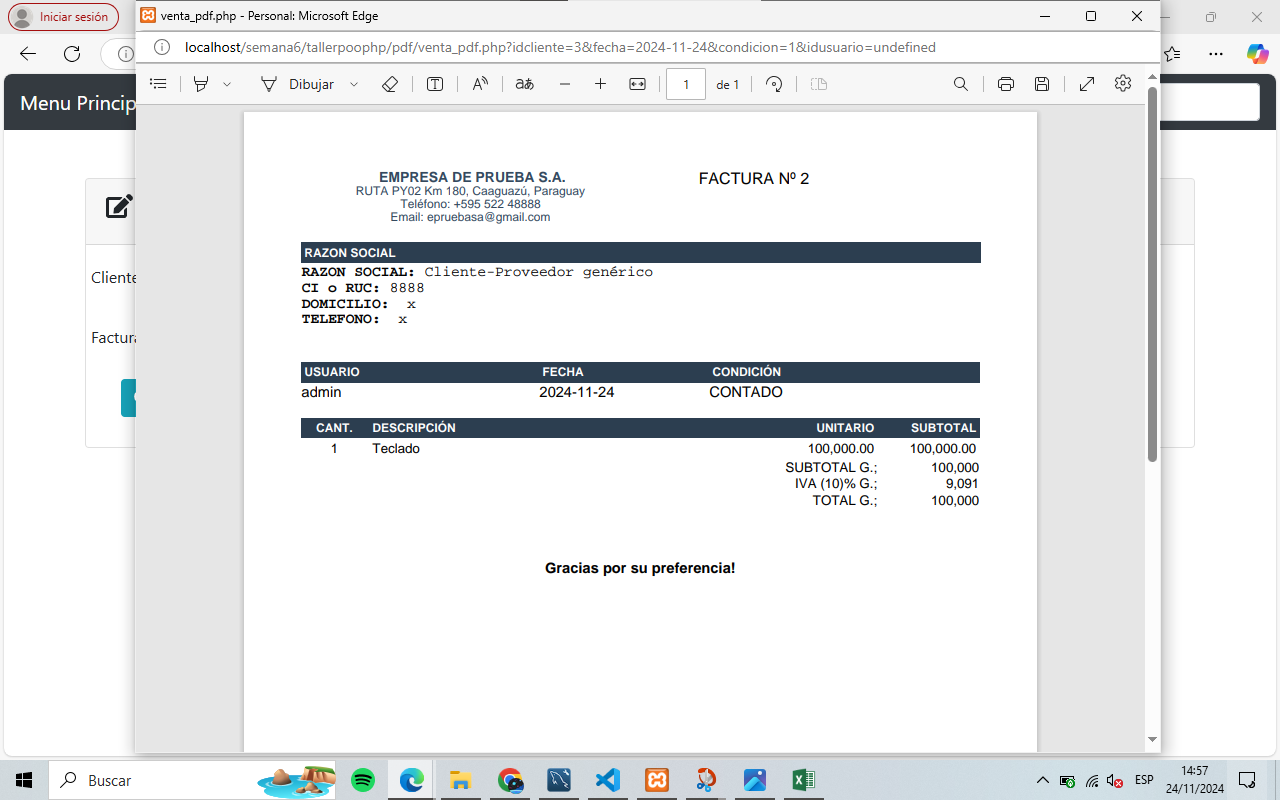 Iniciar sesión
venta_pdf.php - Personal: Microsoft Edge
localhost/semana6/tallerpoophp/pdf/venta_pdf.php?idcliente=3&fecha=2024-11-24&condicion=1&idusuario=undefined
Dibujar
aあ
1 de 1
Menu Princip
Cliente
Factura
EMPRESA DE PRUEBA S.A.
RUTA PY02 Km 180, Caaguazú, Paraguay
Teléfono: +595 522 48888
Email: epruebasa@gmail.com
FACTURA Nº 2
RAZON SOCIAL
RAZON SOCIAL: Cliente-Proveedor genérico
CI o RUC: 8888
DOMICILIO: x
TELEFONO: x
USUARIO FECHA CONDICIÓN
admin 2024-11-24 CONTADO
CANT. DESCRIPCIÓN UNITARIO SUBTOTAL
1 Teclado 100,000.00 100,000.00
SUBTOTAL G.; 100,000
IVA (10)% G.; 9,091
TOTAL G.; 100,000
Gracias por su preferencia!
Buscar
ESP
14:57
24/11/2024